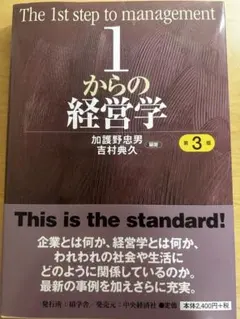 The 1st step to management
1
からの
経営学
加護野忠男
吉村典久
編著
第3版
This is the standard!
企業とは何か、経営学とは何か、
われわれの社会や生活に
どのように関係しているのか。
最新の事例を加えさらに充実。
発行所/碩学舎/発売元/中央経済社●定価 本体2,400円+税